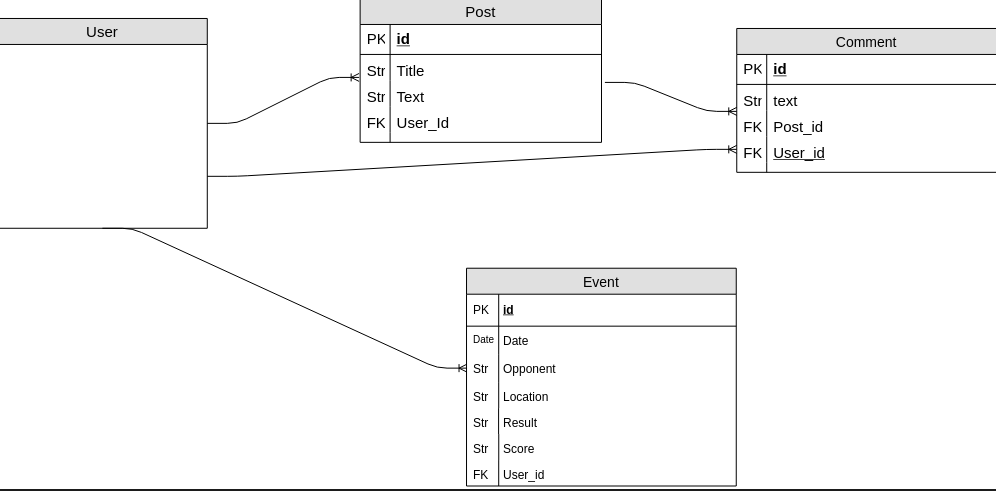 User
Post
PK id
Str Title
Str Text
FK User_Id
Comment
PK id
Str text
FK Post_id
FK User_id
Event
PK id
Date Date
Str Opponent
Str Location
Str Result
Str Score
FK User_id